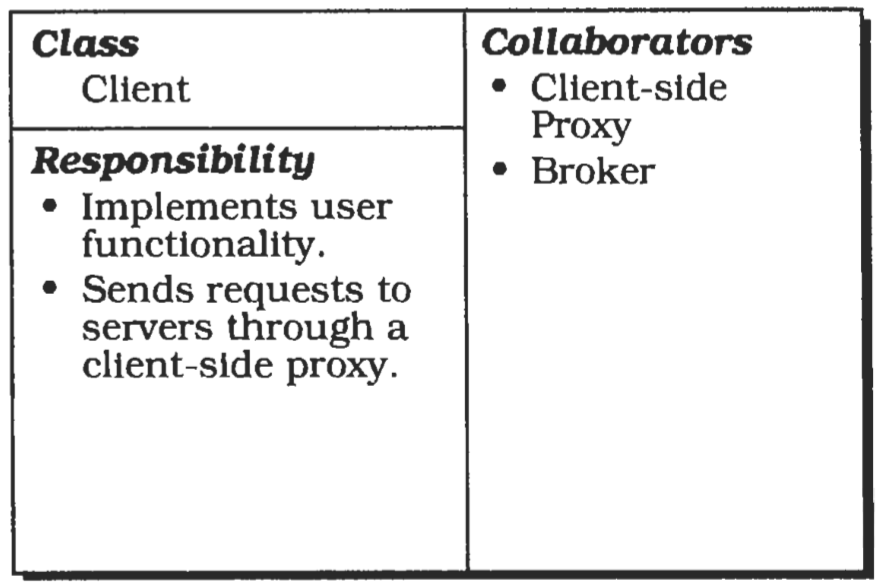 Class
Client
Responsibility
• Implements user
functionality.
• Sends requests to
servers through a
client-side proxy.
Collaborators
• Client-side
Proxy
• Broker